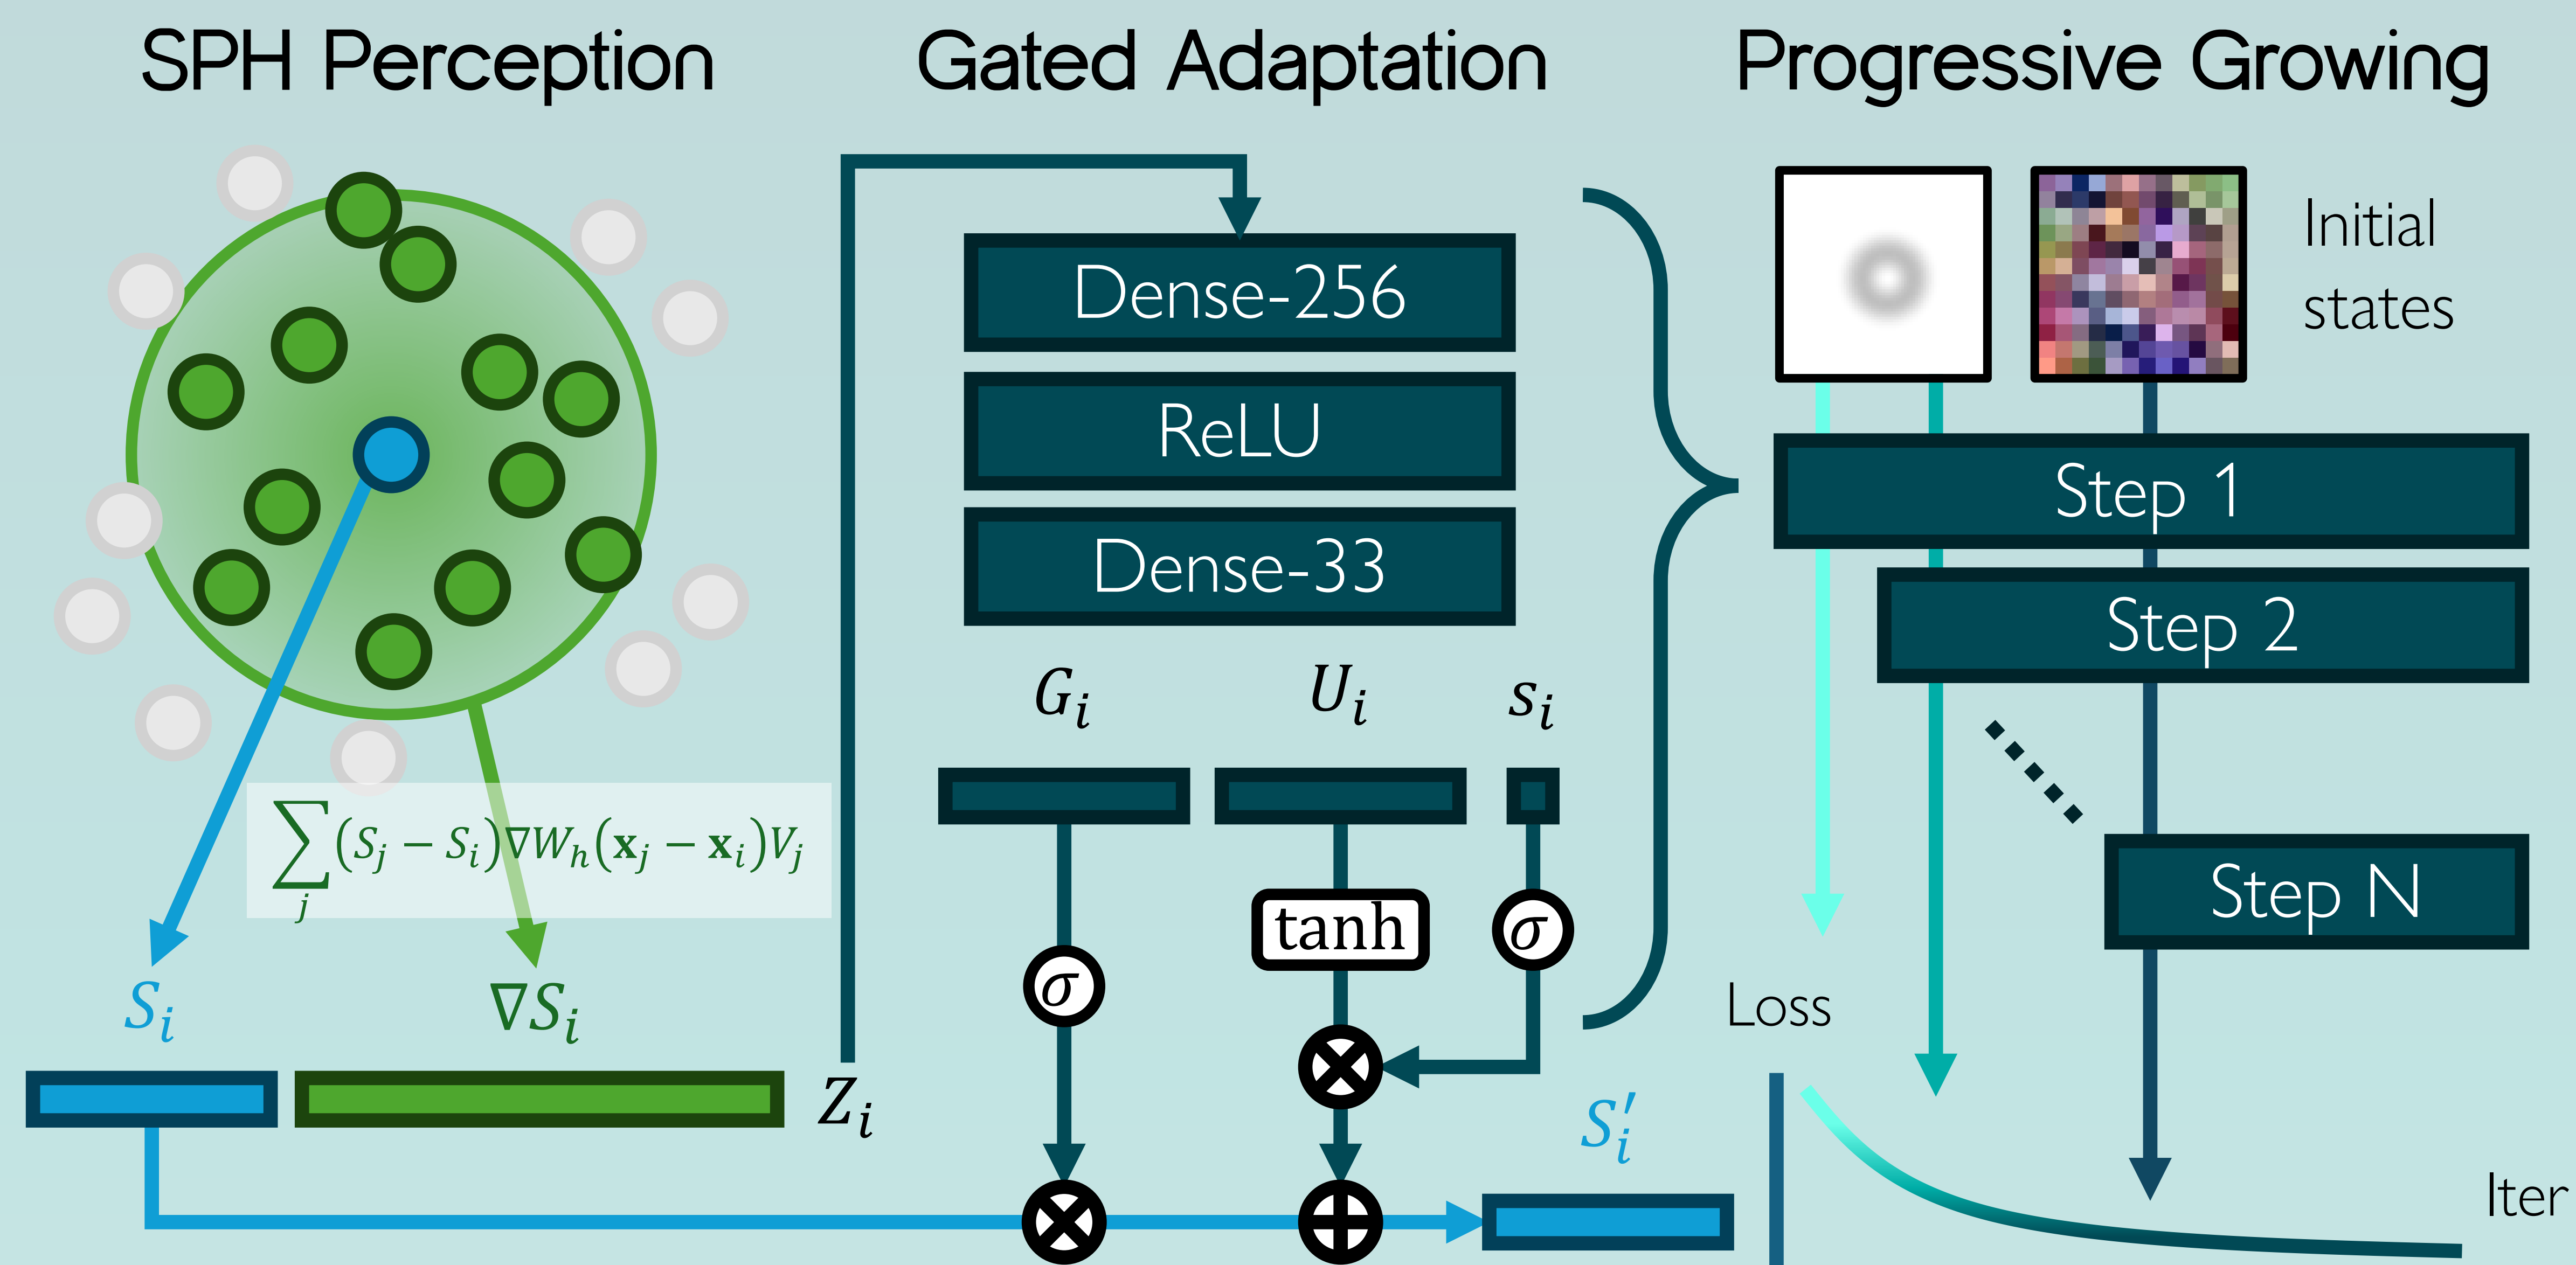 SPH Perception
Gated Adaptation
Progressive Growing
∑_j (S_j − S_i)∇W_h(𝐱_j − 𝐱_i)V_j
S_i
∇S_i
Z_i
Dense-256
ReLU
Dense-33
G_i
U_i
s_i
tanh
σ
σ
S′_i
Initial
states
Step 1
Step 2
Step N
Loss
Iter